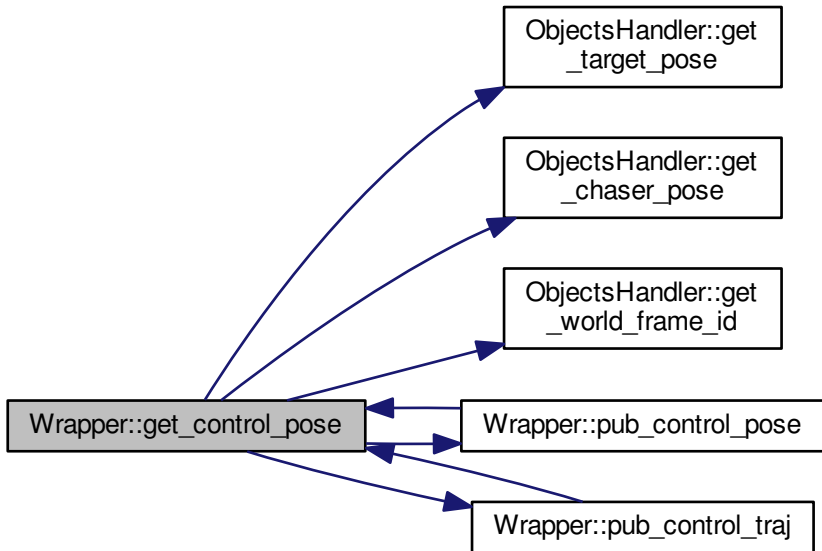 ObjectsHandler::get
_target_pose
ObjectsHandler::get
_chaser_pose
ObjectsHandler::get
_world_frame_id
Wrapper::get_control_pose
Wrapper::pub_control_pose
Wrapper::pub_control_traj